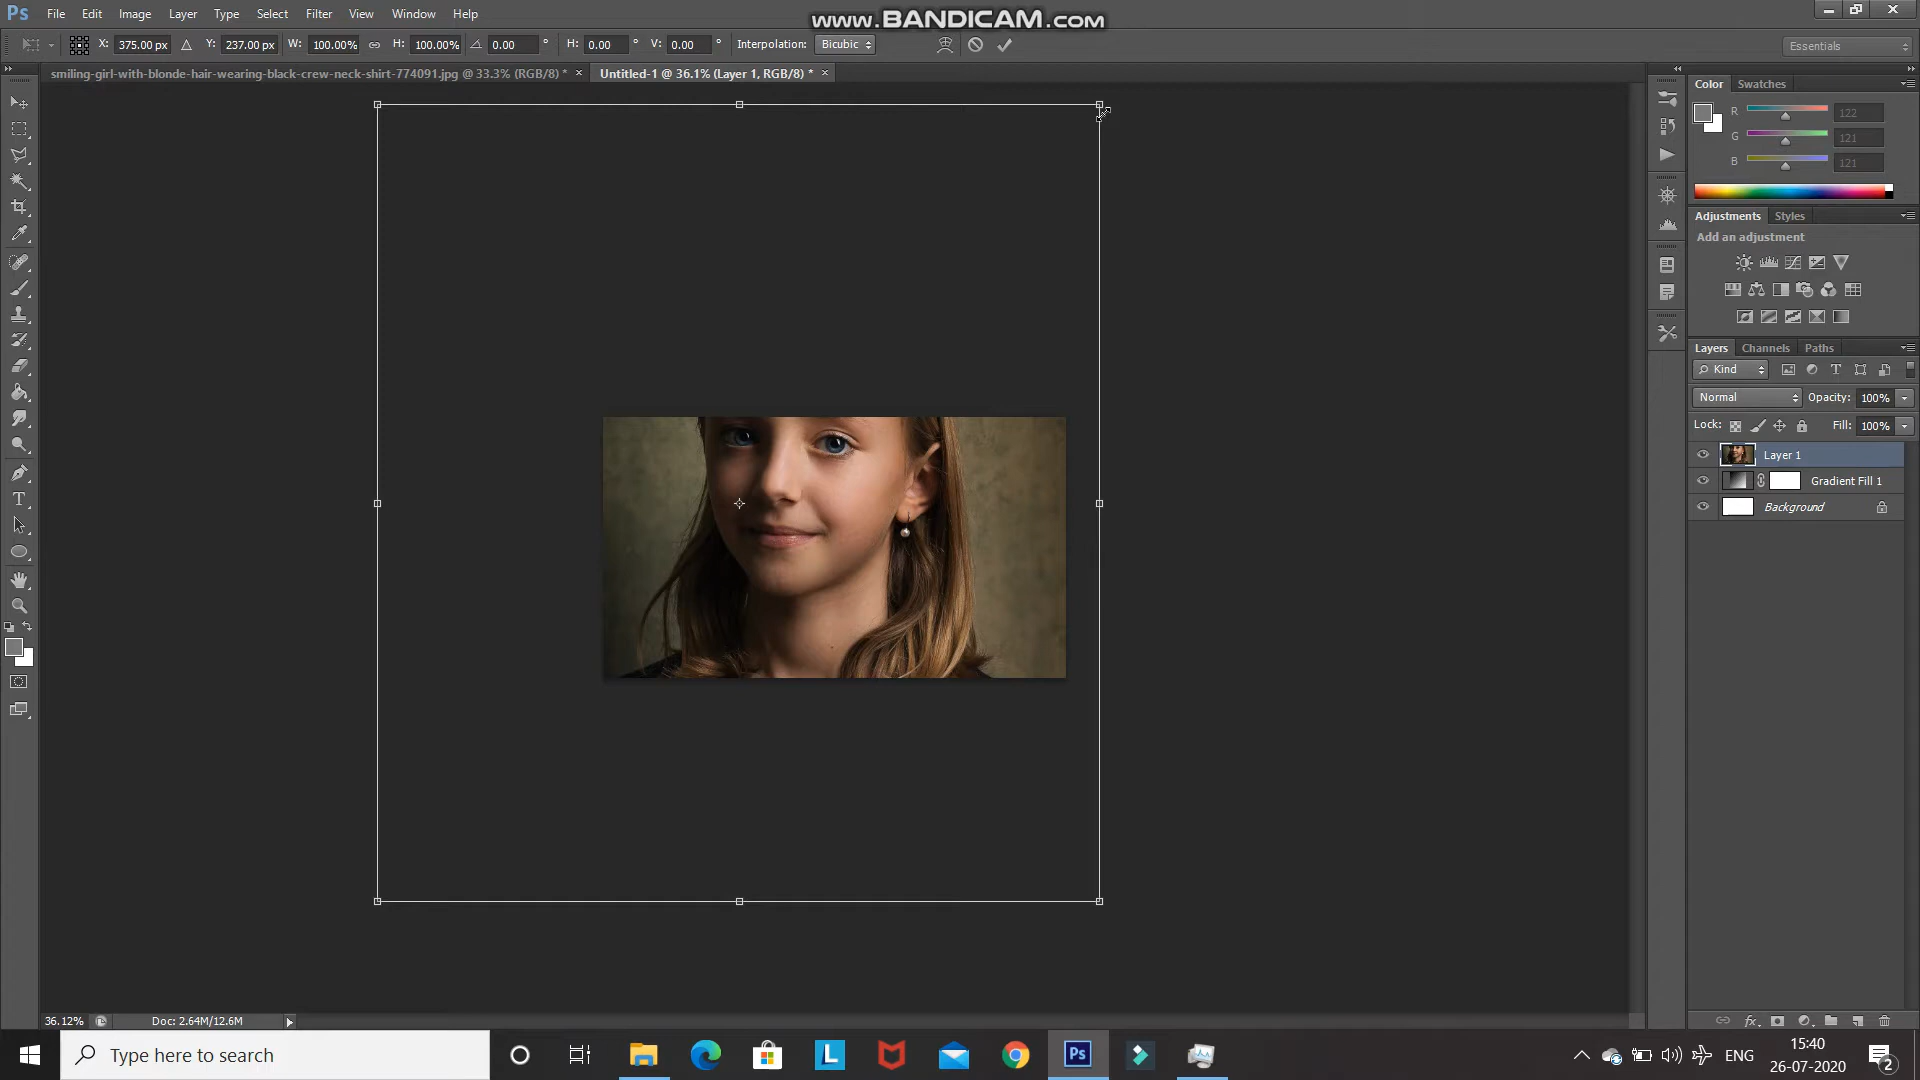 www.BANDICAM.com
Ps File Edit Image Layer Type Select Filter View Window Help
X: 375.00 px Y: 237.00 px W: 100.00% H: 100.00% 0.00 ° H: 0.00 ° V: 0.00 ° Interpolation: Bicubic Essentials
smiling-girl-with-blonde-hair-wearing-black-crew-neck-shirt-774091.jpg @ 33.3% (RGB/8) * × Untitled-1 @ 36.1% (Layer 1, RGB/8) * ×
Color Swatches
R 122
G 121
B 121
Adjustments Styles
Add an adjustment
Layers Channels Paths
Kind
Normal Opacity: 100%
Lock: Fill: 100%
Layer 1
Gradient Fill 1
Background
36.12% Doc: 2.64M/12.6M
Type here to search
L
Ps
ENG
15:40
26-07-2020
2